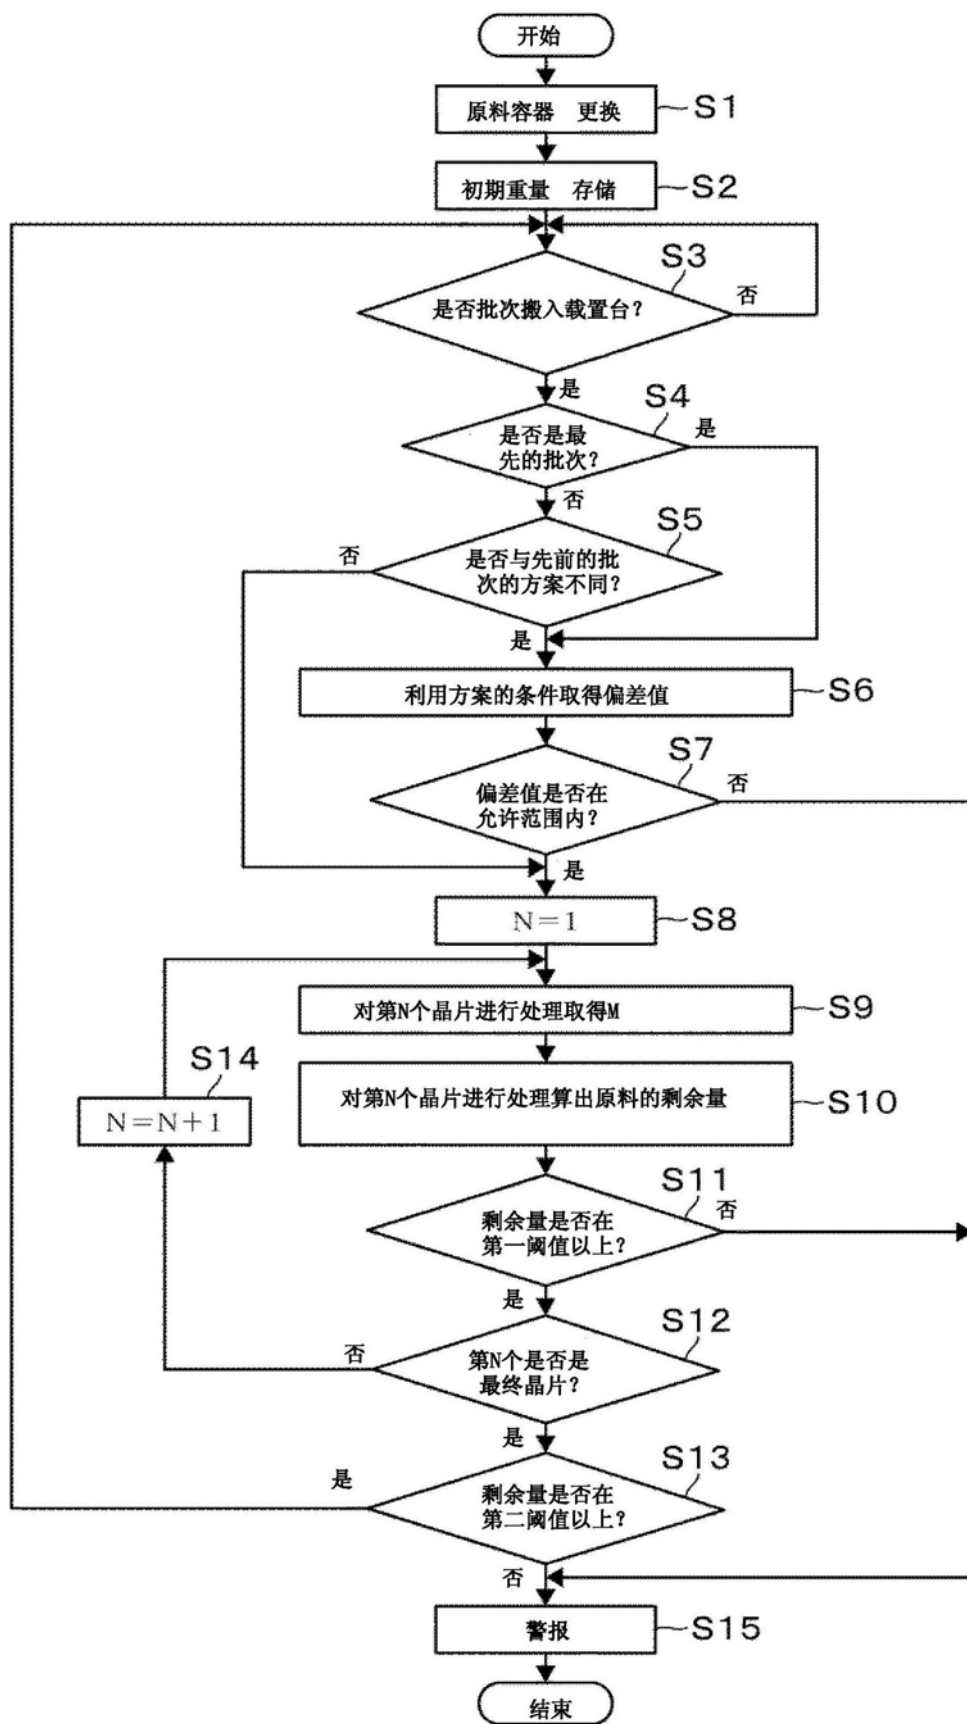 开始
原料容器 更换
S1
初期重量 存储
S2
S3
是否批次搬入载置台?
否
是
S4
是否是最
先的批次?
是
否
S5
是否与先前的批
次的方案不同?
否
是
利用方案的条件取得偏差值
S6
S7
偏差值是否在
允许范围内?
否
是
N=1
S8
对第N个晶片进行处理取得M
S9
S14
N=N+1
对第N个晶片进行处理算出原料的剩余量
S10
S11
剩余量是否在
第一阈值以上?
否
是
S12
第N个是否是
最终晶片?
否
是
S13
剩余量是否在
第二阈值以上?
是
否
警报
S15
结束